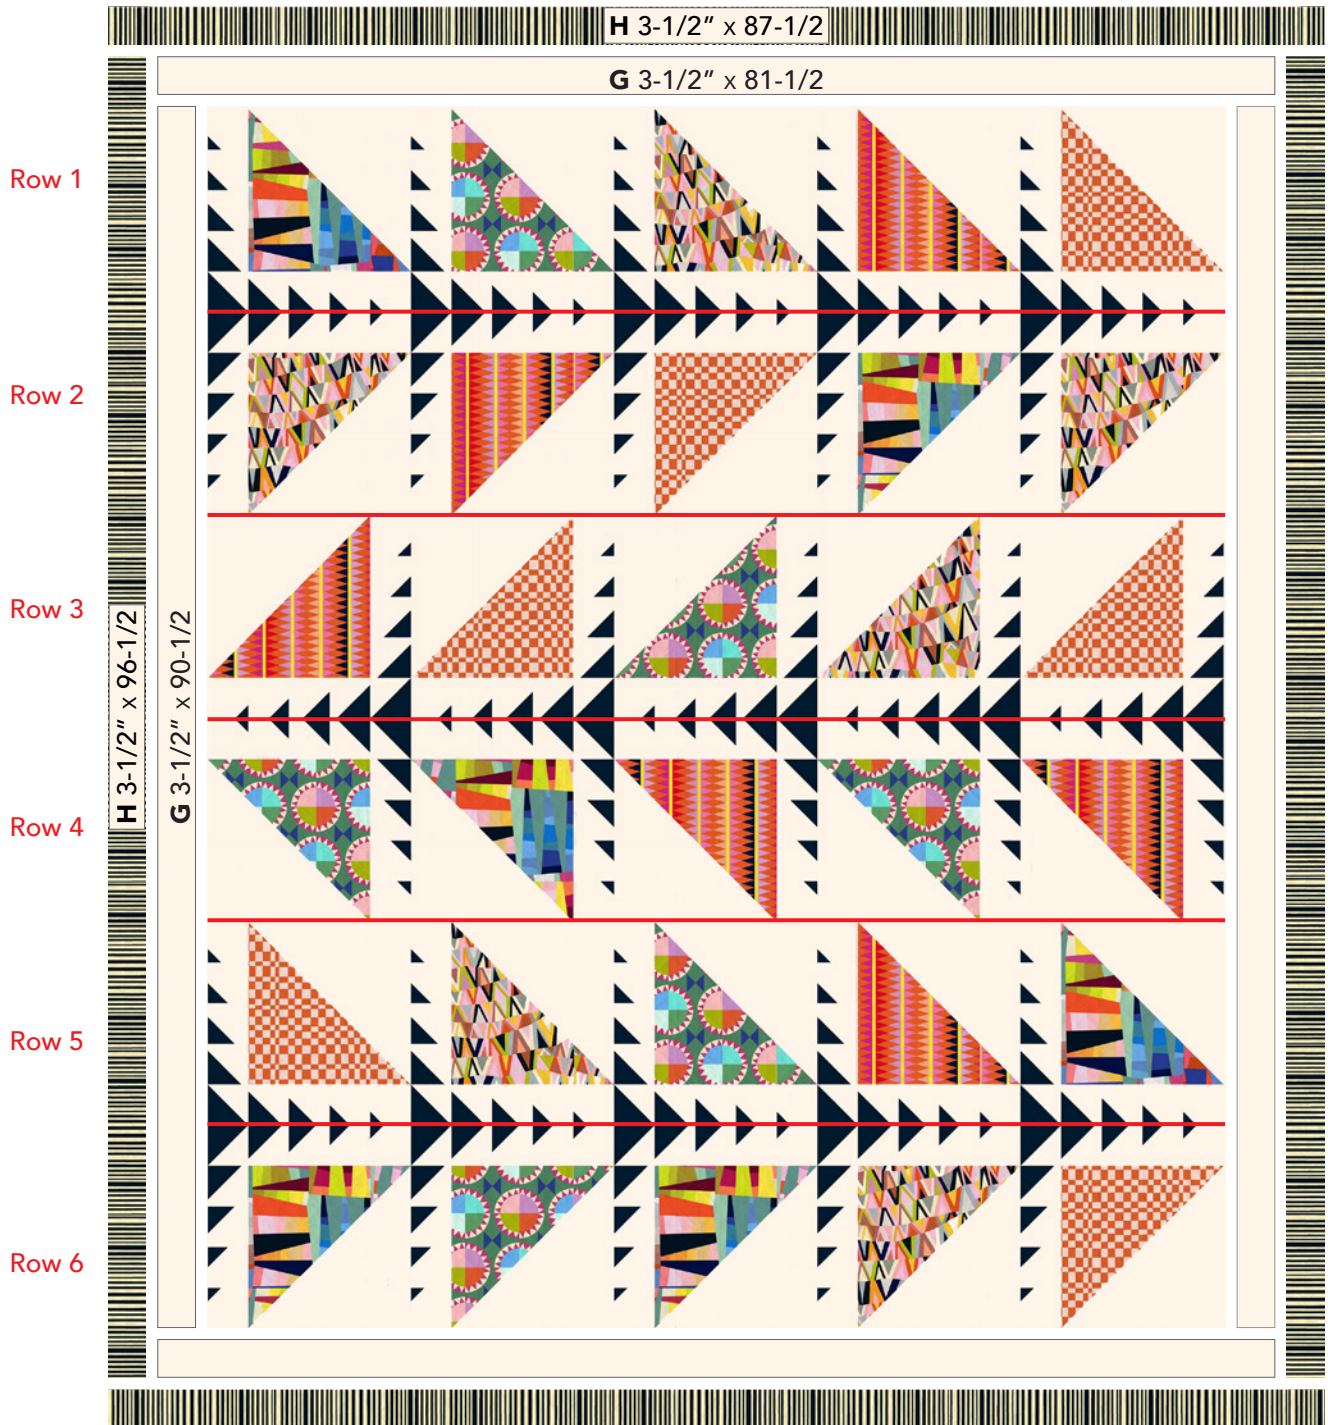 H 3-1/2" x 87-1/2
G 3-1/2" x 81-1/2
Row 1
Row 2
Row 3
H 3-1/2" x 96-1/2
G 3-1/2" x 90-1/2
Row 4
Row 5
Row 6